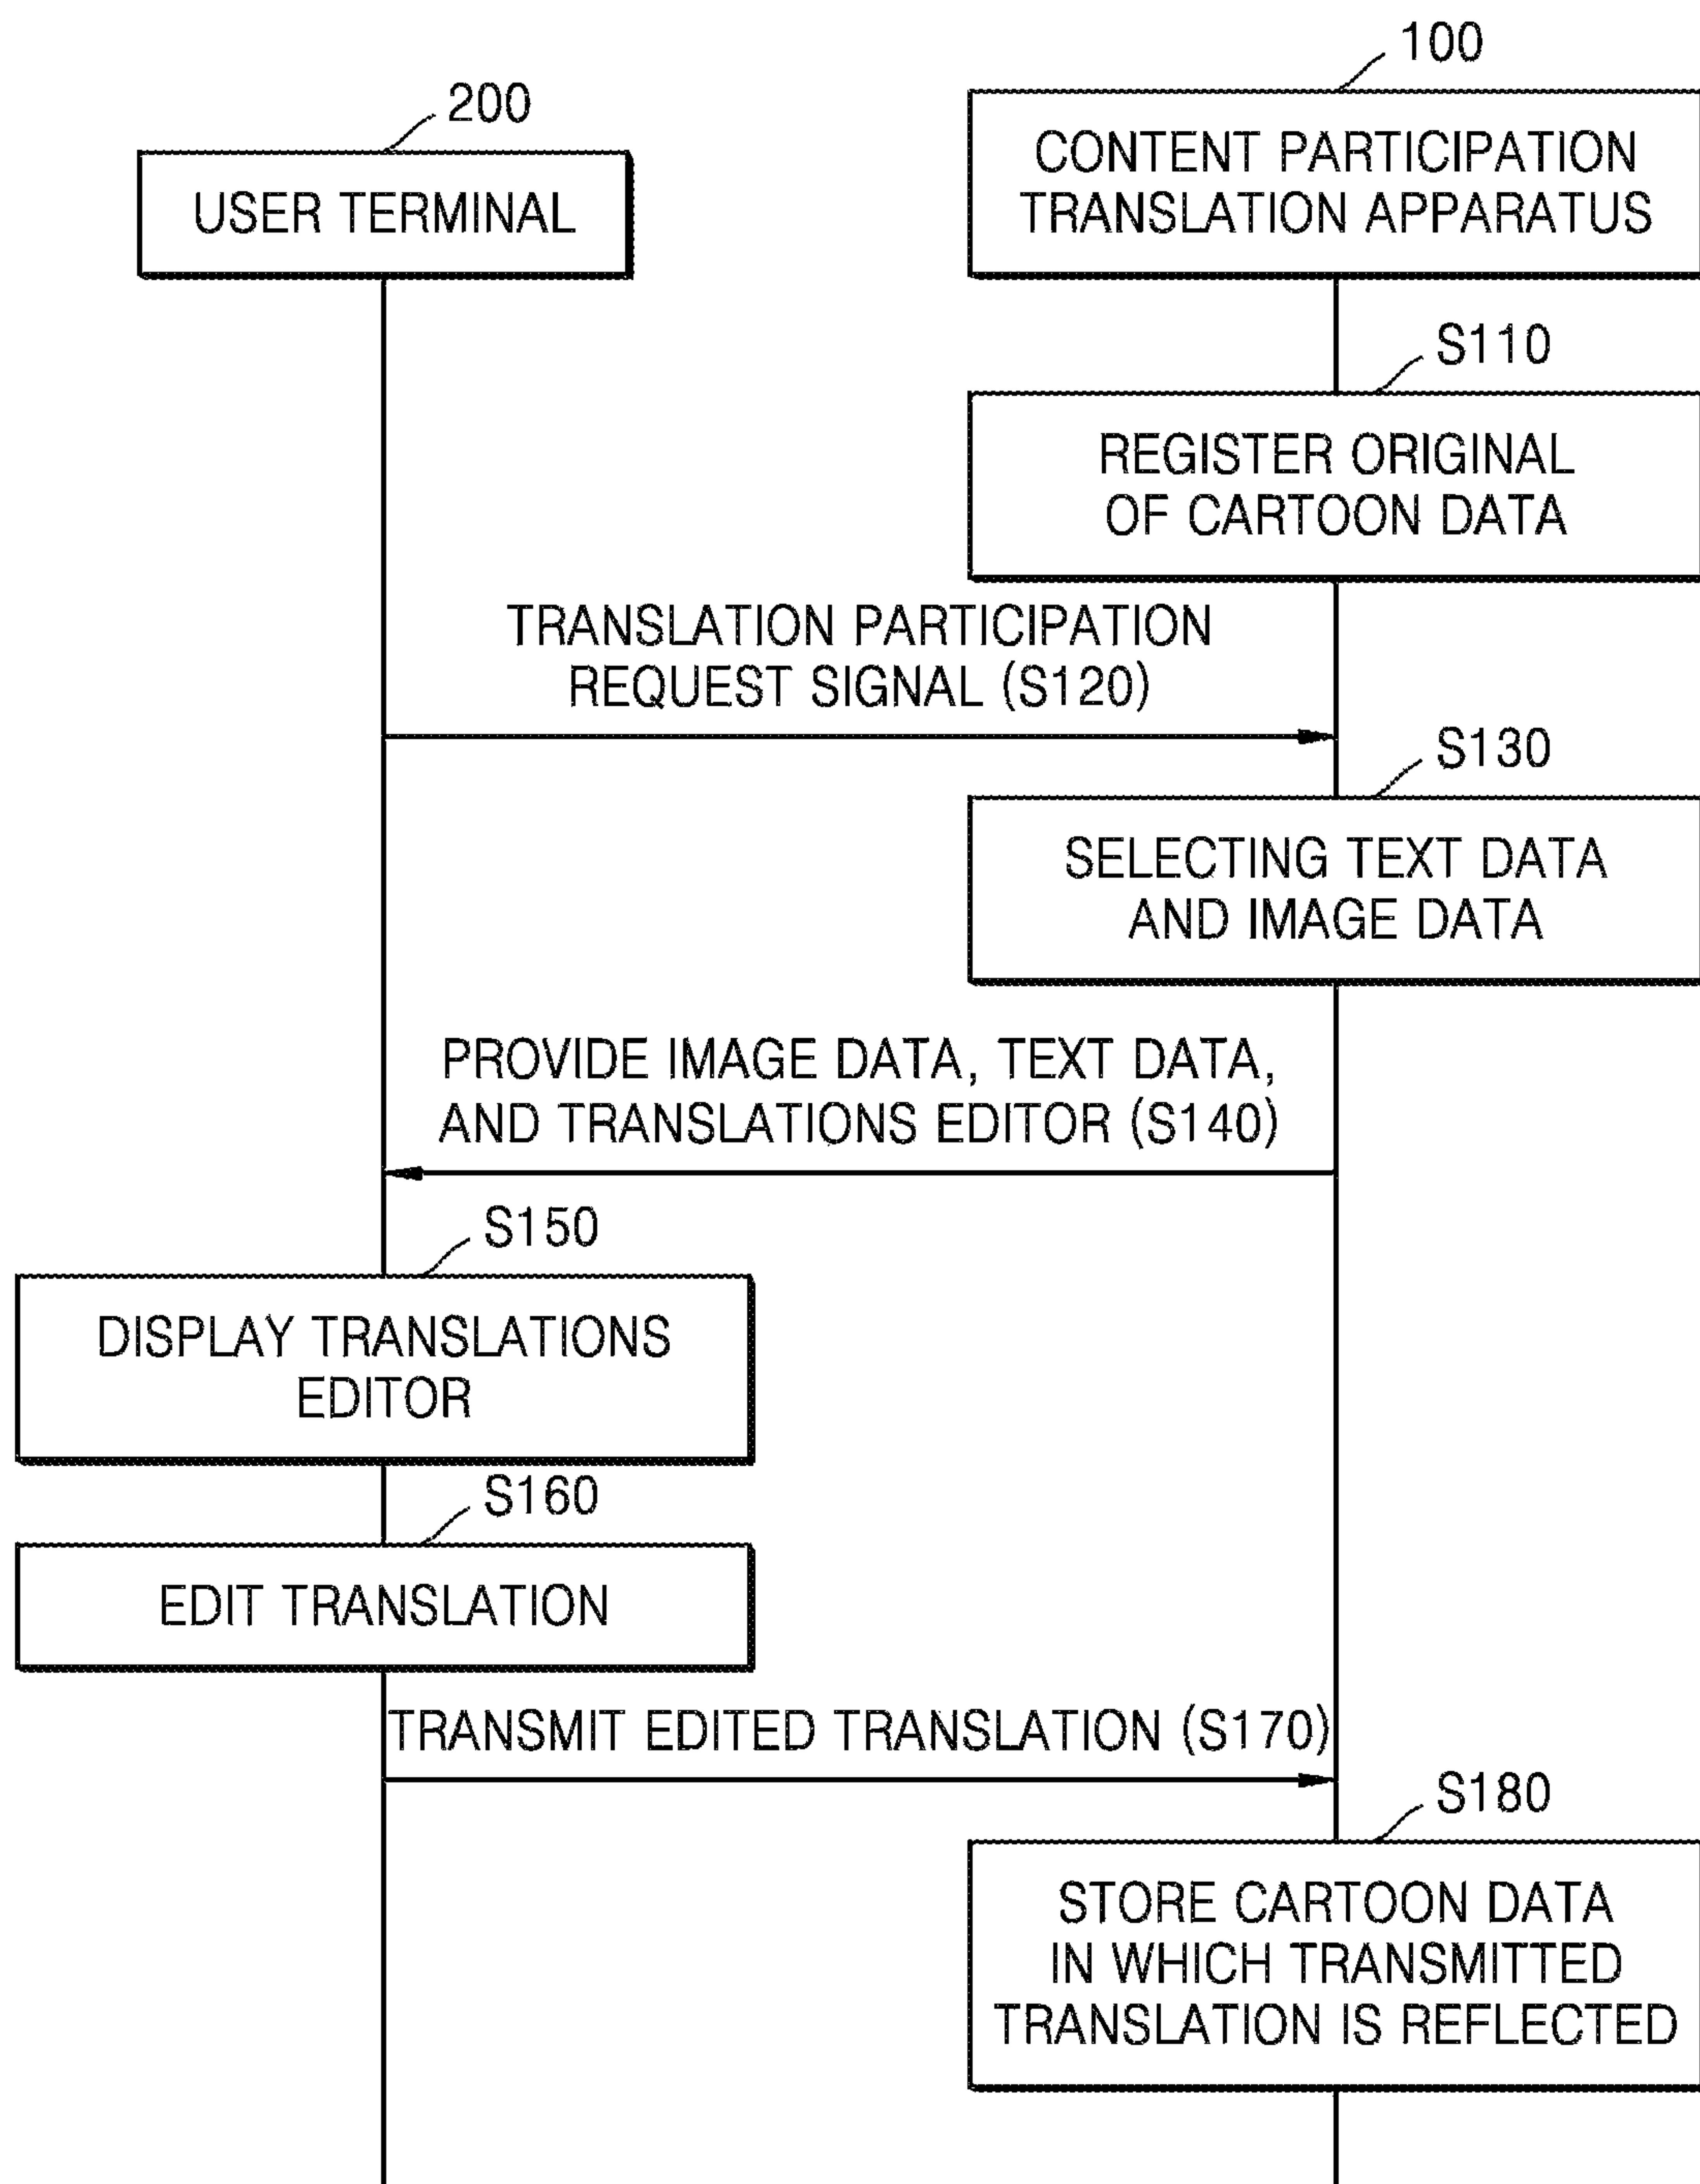 100
200
CONTENT PARTICIPATION
TRANSLATION APPARATUS
USER TERMINAL
S110
REGISTER ORIGINAL
OF CARTOON DATA
TRANSLATION PARTICIPATION
REQUEST SIGNAL (S120)
S130
SELECTING TEXT DATA
AND IMAGE DATA
PROVIDE IMAGE DATA, TEXT DATA,
AND TRANSLATIONS EDITOR (S140)
S150
DISPLAY TRANSLATIONS
EDITOR
S160
EDIT TRANSLATION
TRANSMIT EDITED TRANSLATION (S170)
S180
STORE CARTOON DATA
IN WHICH TRANSMITTED
TRANSLATION IS REFLECTED